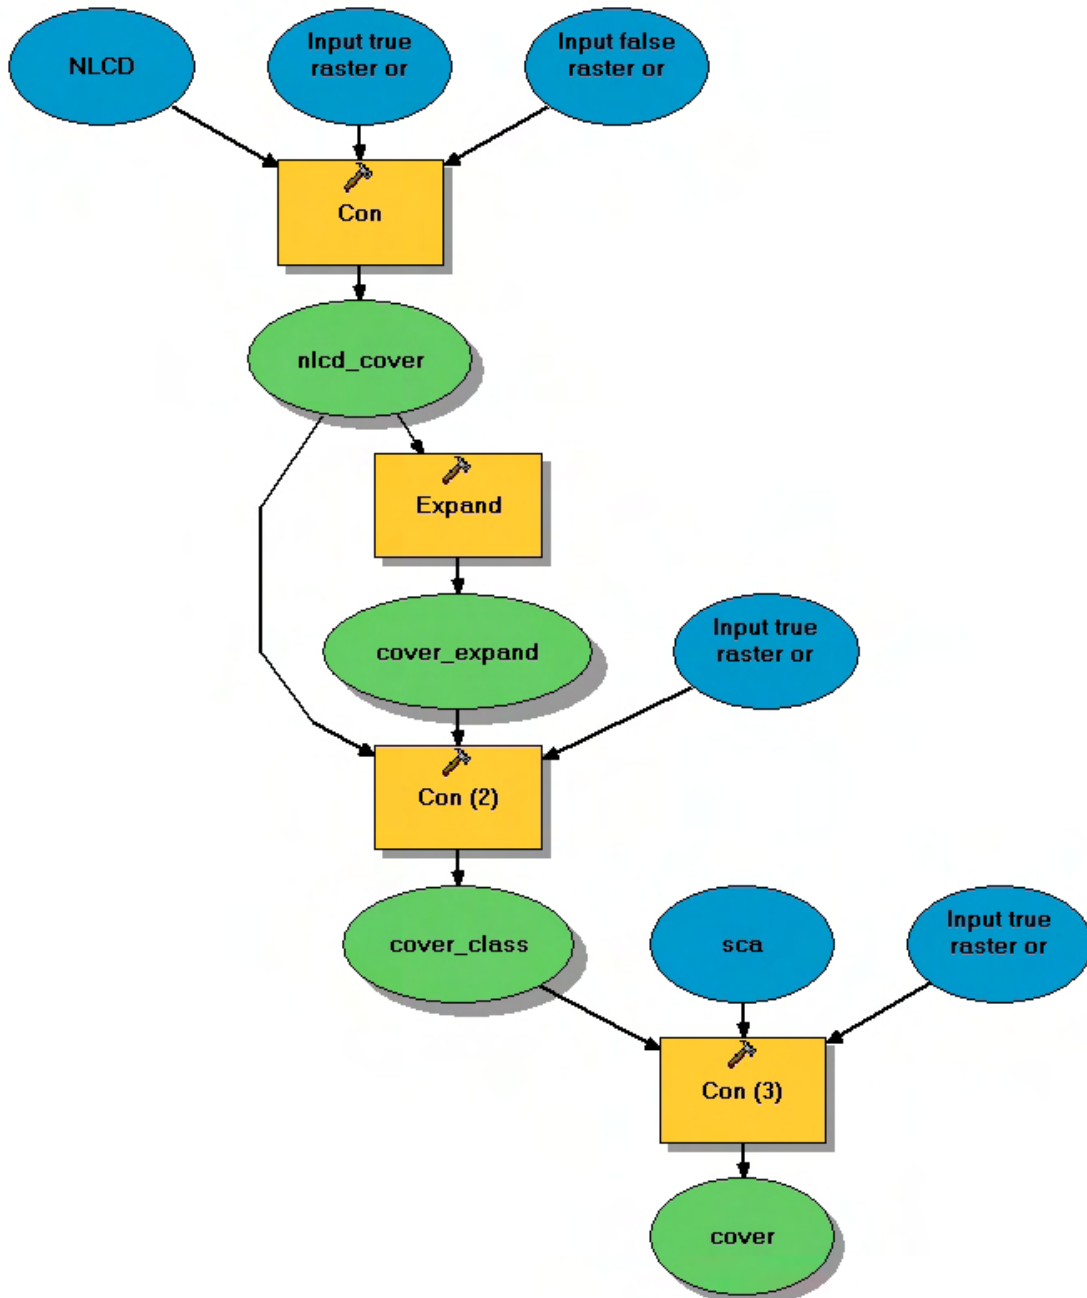 NLCD
Input true
raster or
Input false
raster or
Con
nlcd_cover
Expand
cover_expand
Input true
raster or
Con (2)
cover_class
sca
Input true
raster or
Con (3)
cover